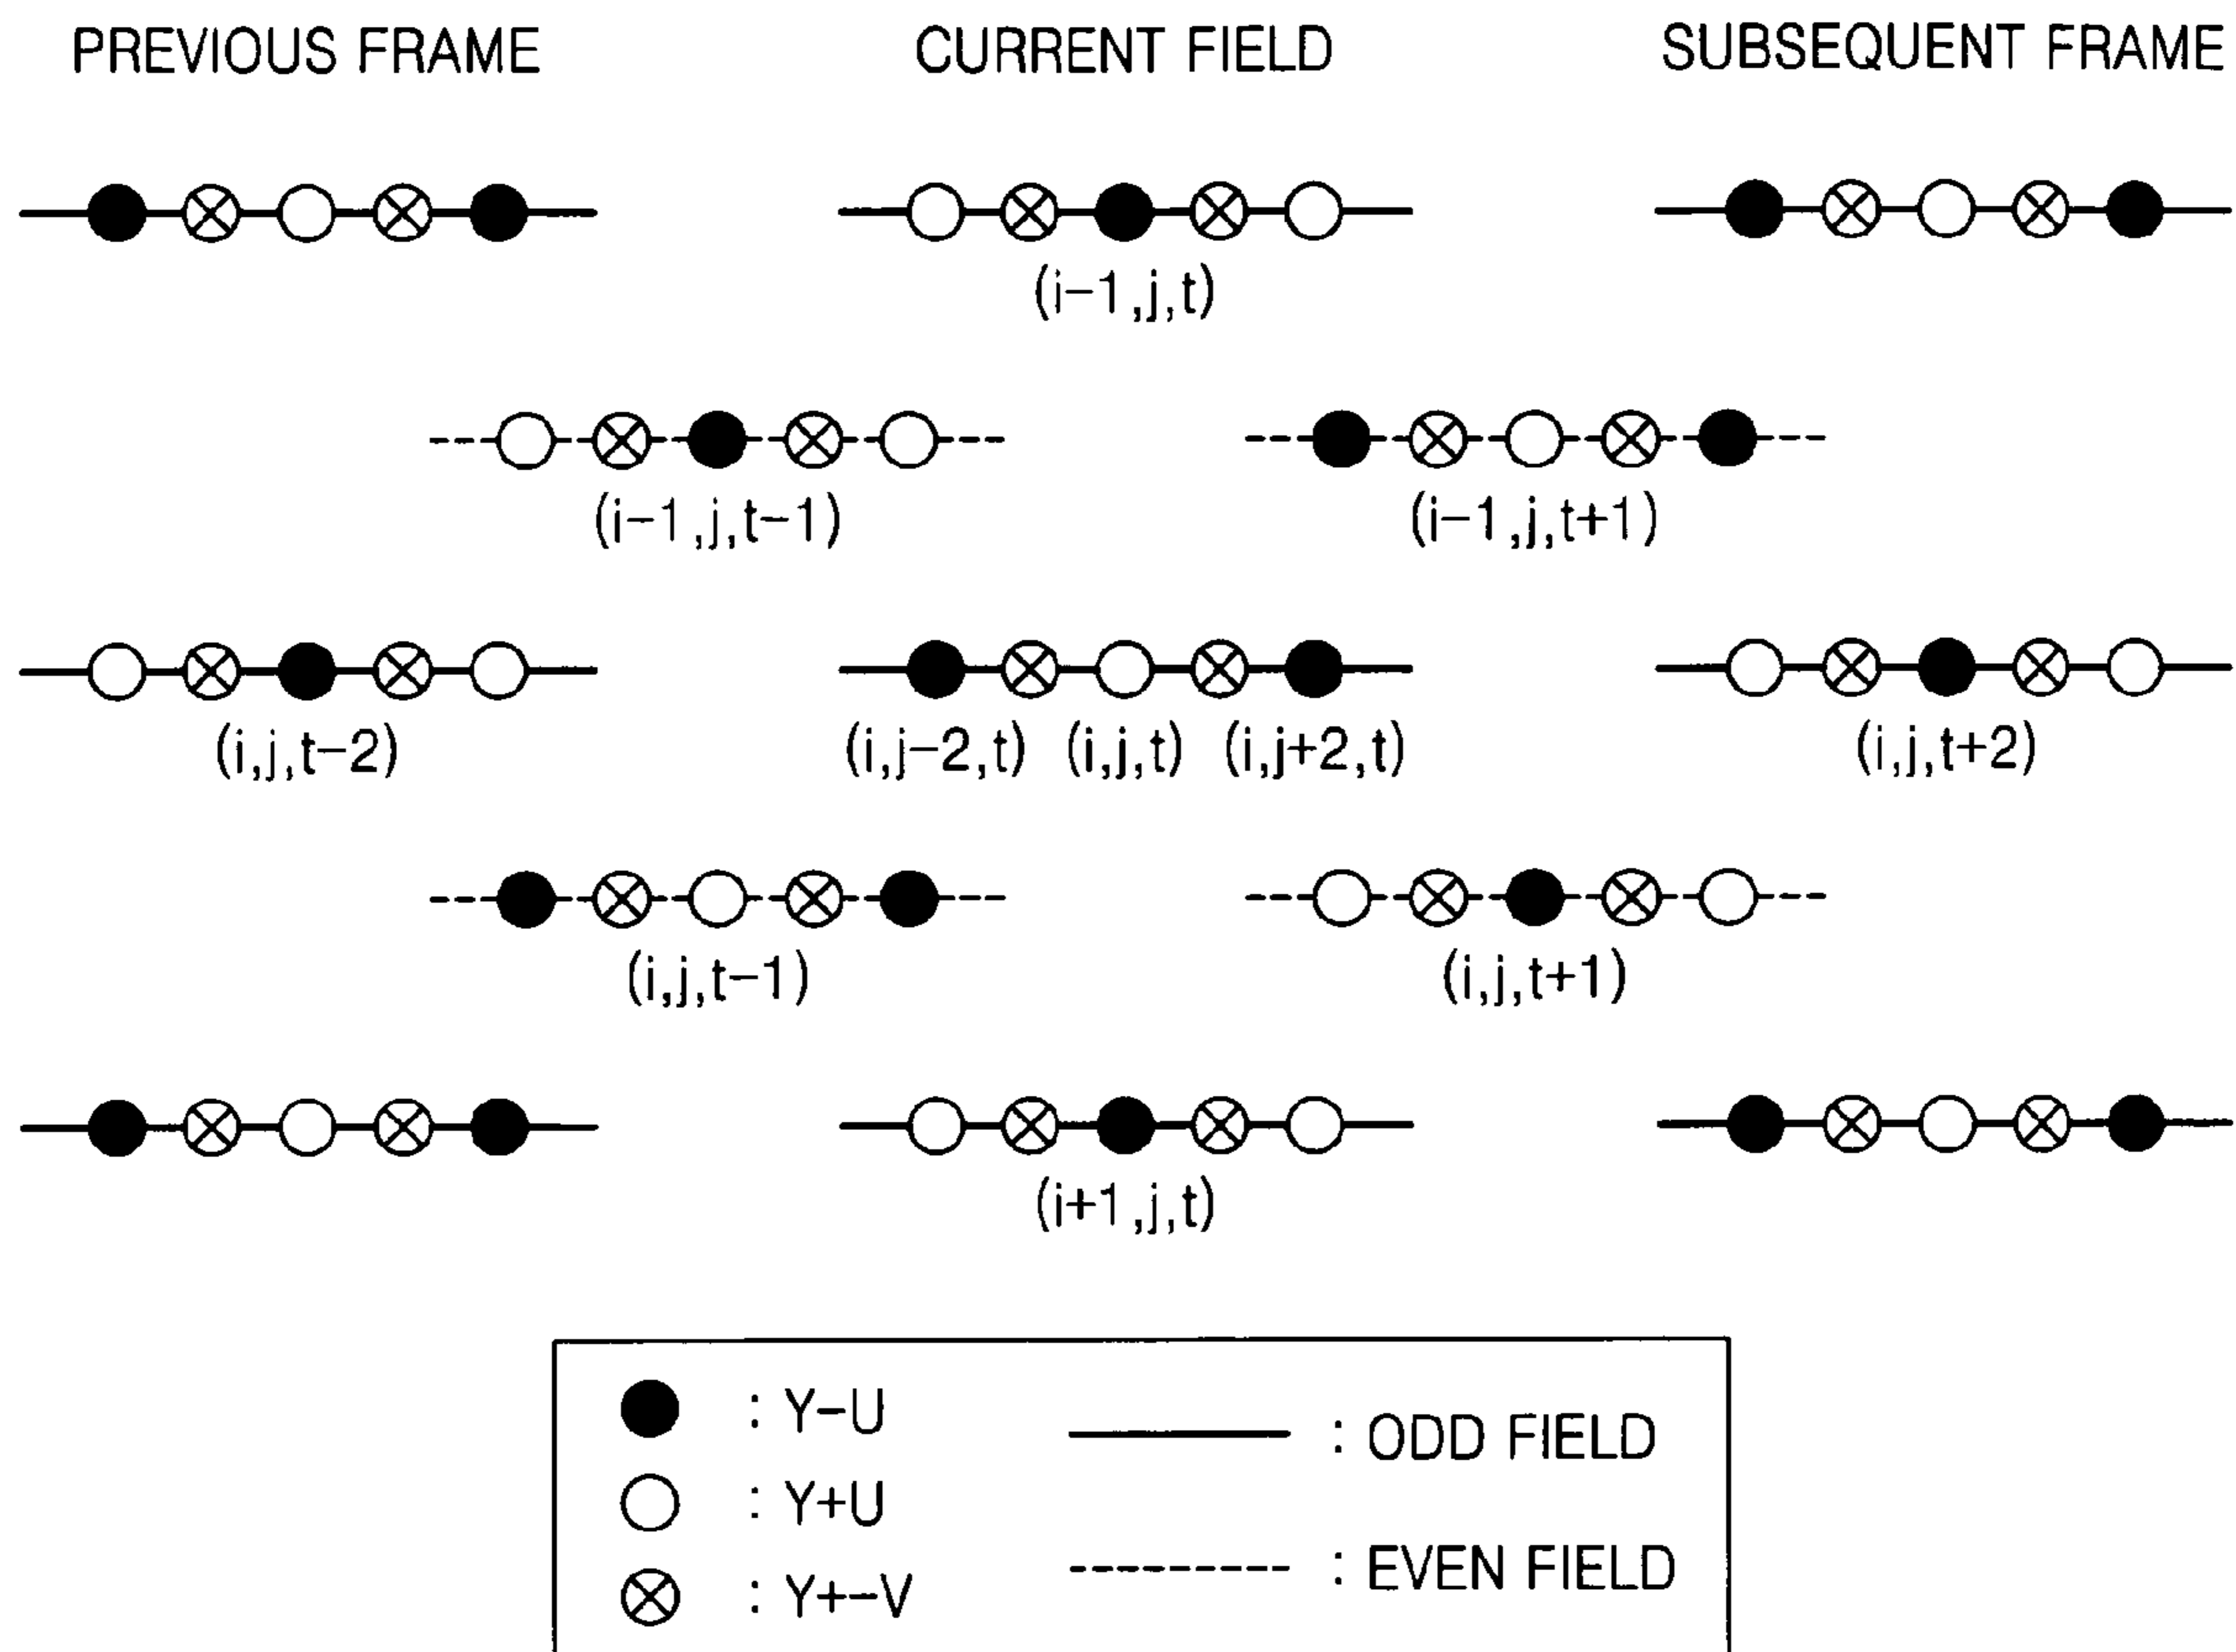 PREVIOUS FRAME CURRENT FIELD SUBSEQUENT FRAME
(i-1,j,t)
(i-1,j,t-1) (i-1,j,t+1)
(i,j,t-2) (i,j-2,t) (i,j,t) (i,j+2,t) (i,j,t+2)
(i,j,t-1) (i,j,t+1)
(i+1,j,t)
: Y-U
: ODD FIELD
: Y+U
: EVEN FIELD
: Y+-V